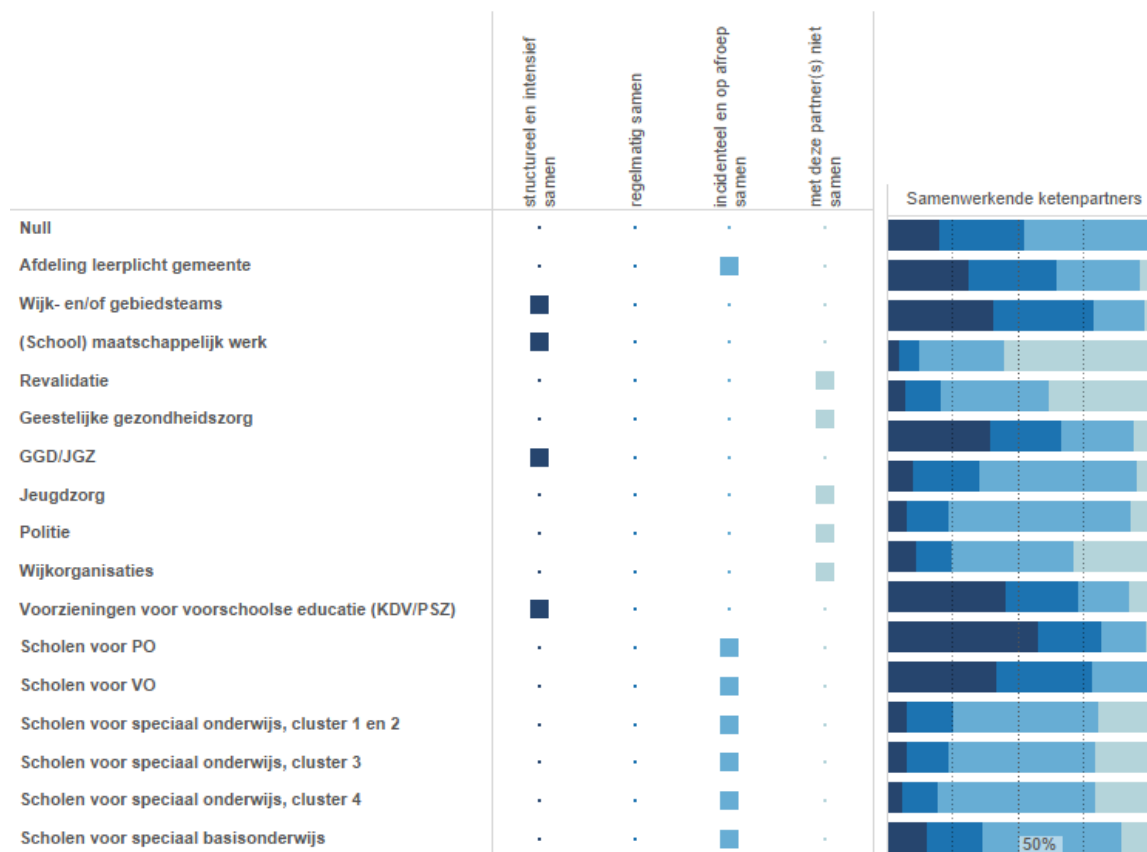 structureel en intensief
samen
regelmatig samen
incidenteel en op afroep
samen
met deze partner(s) niet
samen
Samenwerkende ketenpartners
Null
Afdeling leerplicht gemeente
Wijk- en/of gebiedsteams
(School) maatschappelijk werk
Revalidatie
Geestelijke gezondheidszorg
GGD/JGZ
Jeugdzorg
Politie
Wijkorganisaties
Voorzieningen voor voorschoolse educatie (KDV/PSZ)
Scholen voor PO
Scholen voor VO
Scholen voor speciaal onderwijs, cluster 1 en 2
Scholen voor speciaal onderwijs, cluster 3
Scholen voor speciaal onderwijs, cluster 4
Scholen voor speciaal basisonderwijs
50%